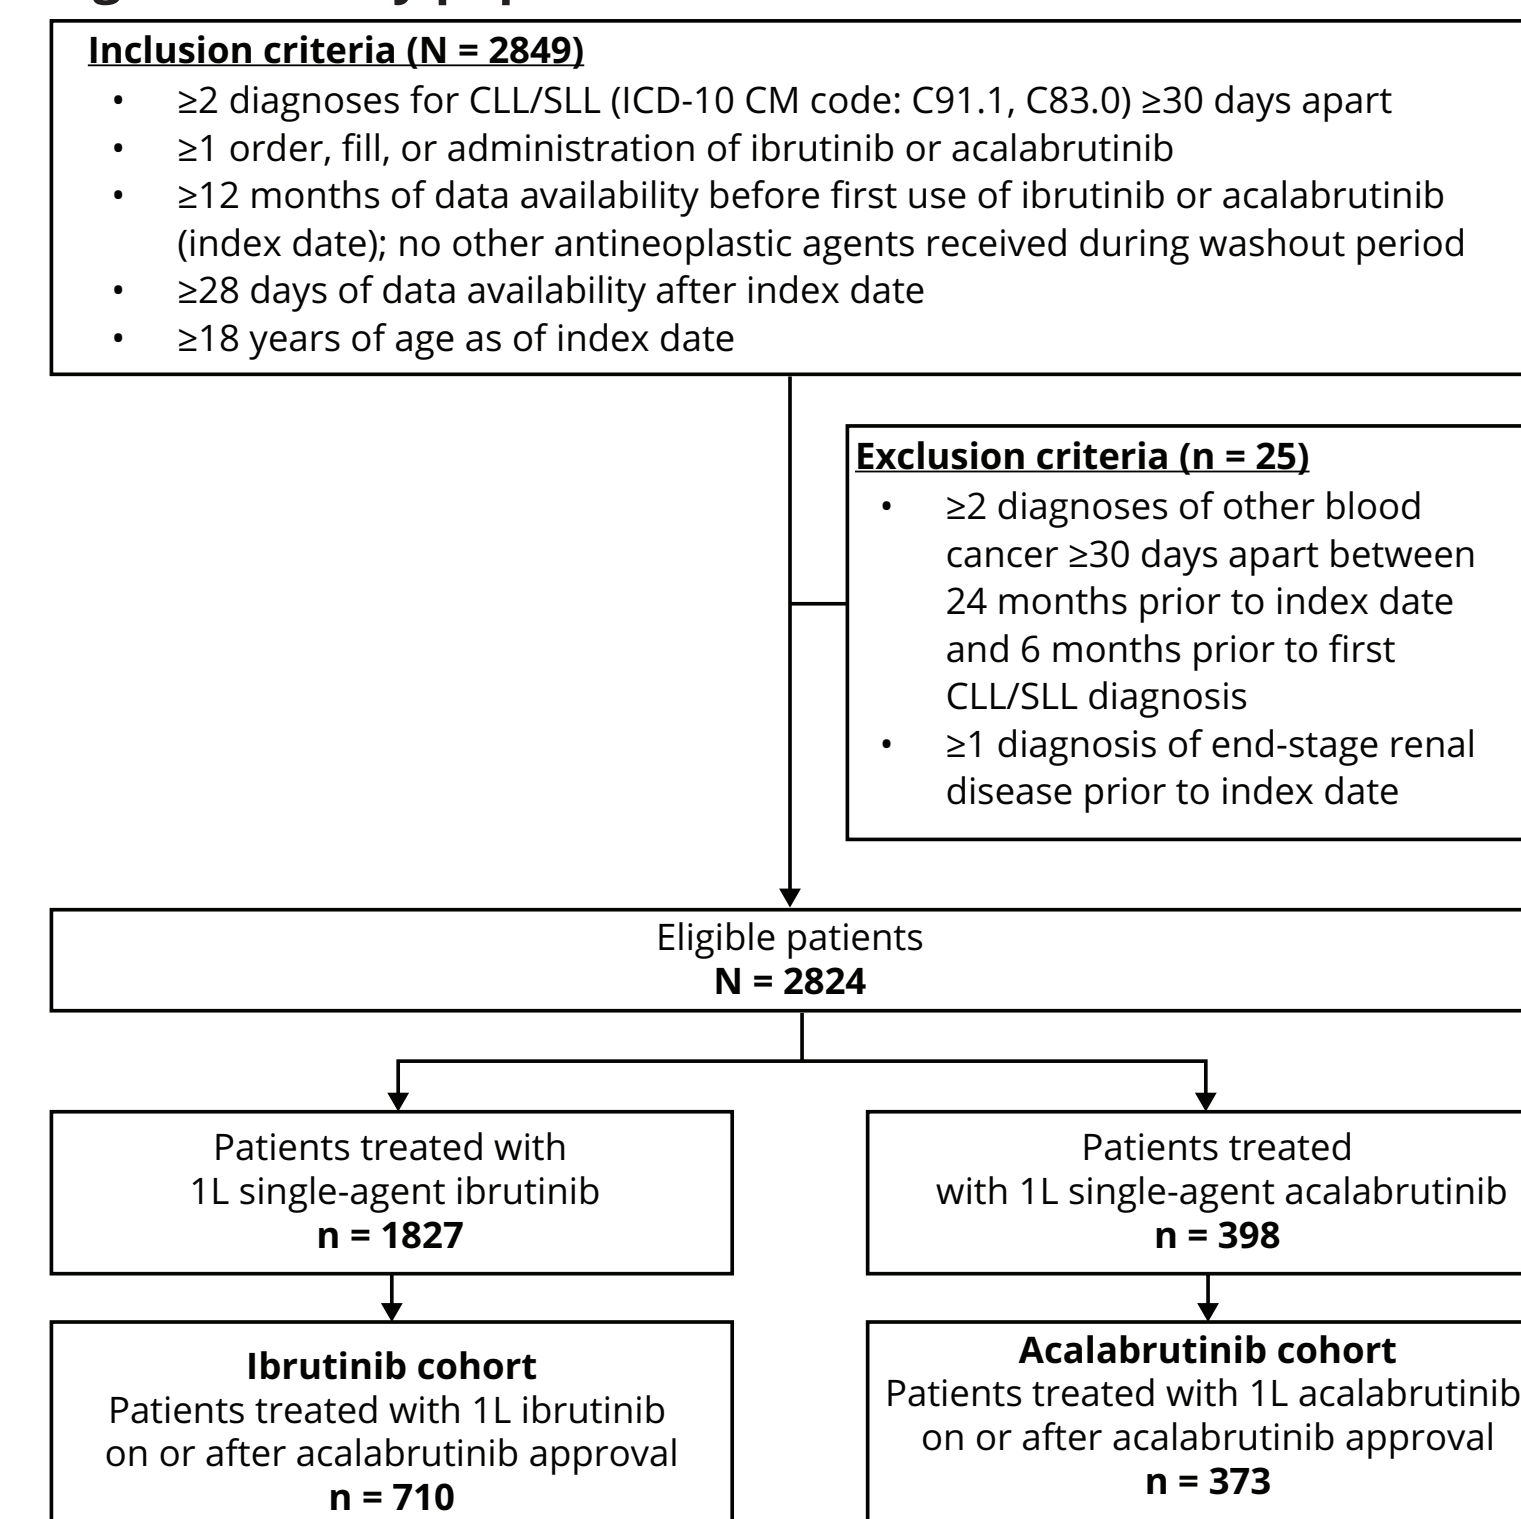 Inclusion criteria (N = 2849)
• ≥2 diagnoses for CLL/SLL (ICD-10 CM code: C91.1, C83.0) ≥30 days apart
• ≥1 order, fill, or administration of ibrutinib or acalabrutinib
• ≥12 months of data availability before first use of ibrutinib or acalabrutinib
(index date); no other antineoplastic agents received during washout period
• ≥28 days of data availability after index date
• ≥18 years of age as of index date
Exclusion criteria (n = 25)
• ≥2 diagnoses of other blood
cancer ≥30 days apart between
24 months prior to index date
and 6 months prior to first
CLL/SLL diagnosis
• ≥1 diagnosis of end-stage renal
disease prior to index date
Eligible patients
N = 2824
Patients treated with
1L single-agent ibrutinib
n = 1827
Patients treated
with 1L single-agent acalabrutinib
n = 398
Ibrutinib cohort
Patients treated with 1L ibrutinib
on or after acalabrutinib approval
n = 710
Acalabrutinib cohort
Patients treated with 1L acalabrutinib
on or after acalabrutinib approval
n = 373